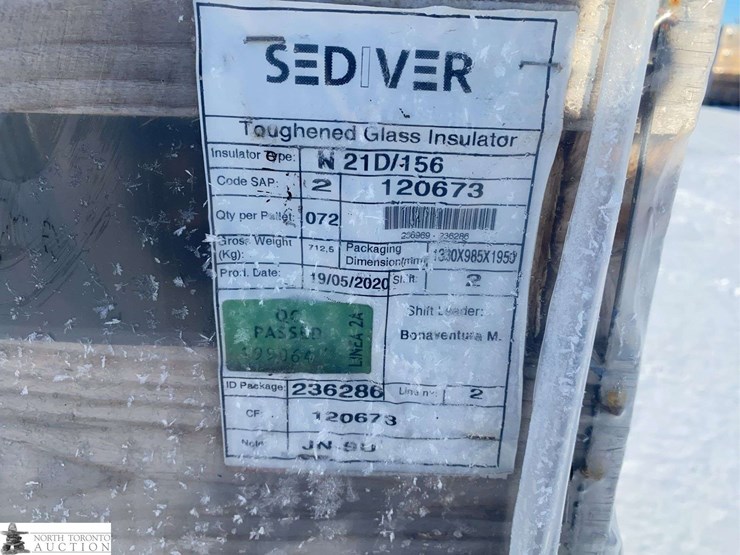 SEDIVER
Toughened Glass Insulator
Insulator Type: N 21D/156
Code SAP: 2 120673
Qty per Pallet: 072
236969 - 236286
Gross Weight (Kg): 712,5 Packaging Dimension(mm) 1330X985X1950
Prod. Date: 19/05/2020 Shift: 2
QC PASSED LINEA 2A
Shift Leader:
Bonaventura M.
ID Package: 236286 Line n°: 2
CF 120673
Note
NORTH TORONTO
AUCTION